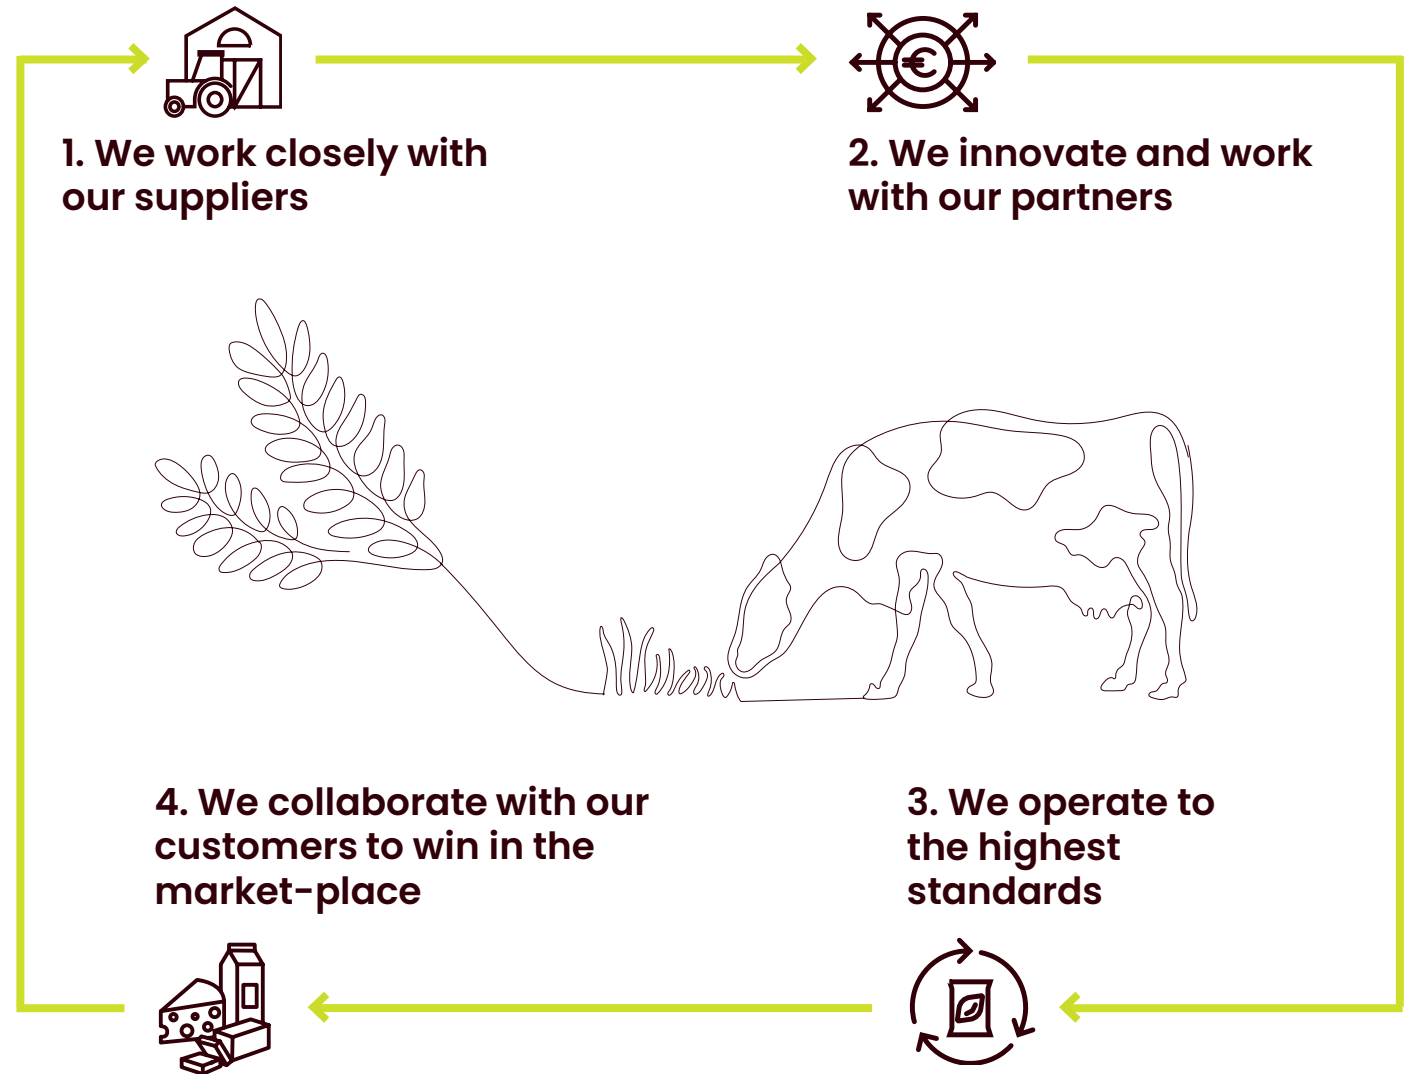 1. We work closely with
our suppliers
2. We innovate and work
with our partners
4. We collaborate with our
customers to win in the
market-place
3. We operate to
the highest
standards